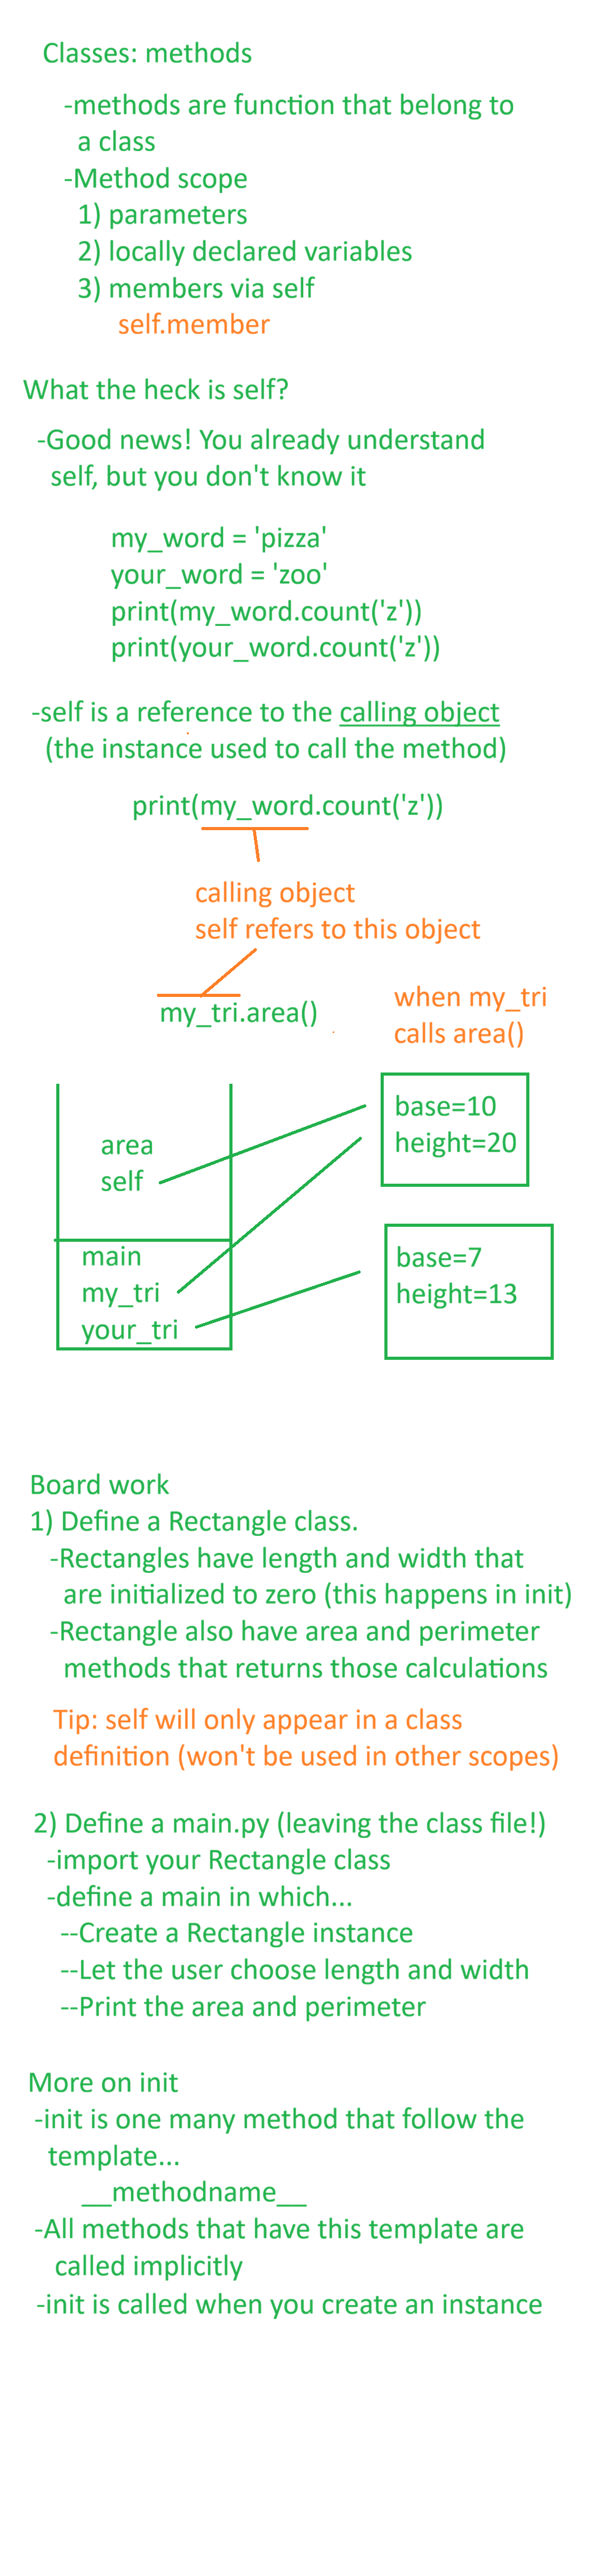 Classes: methods
-methods are function that belong to
a class
-Method scope
1) parameters
2) locally declared variables
3) members via self
self.member
What the heck is self?
-Good news! You already understand
self, but you don't know it
my_word = 'pizza'
your_word = 'zoo'
print(my_word.count('z'))
print(your_word.count('z'))
-self is a reference to the calling object
(the instance used to call the method)
print(my_word.count('z'))
calling object
self refers to this object
my_tri.area()
when my_tri
calls area()
area
self
base=10
height=20
main
my_tri
your_tri
base=7
height=13
Board work
1) Define a Rectangle class.
-Rectangles have length and width that
are initialized to zero (this happens in init)
-Rectangle also have area and perimeter
methods that returns those calculations
Tip: self will only appear in a class
definition (won't be used in other scopes)
2) Define a main.py (leaving the class file!)
-import your Rectangle class
-define a main in which...
--Create a Rectangle instance
--Let the user choose length and width
--Print the area and perimeter
More on init
-init is one many method that follow the
template...
__methodname__
-All methods that have this template are
called implicitly
-init is called when you create an instance